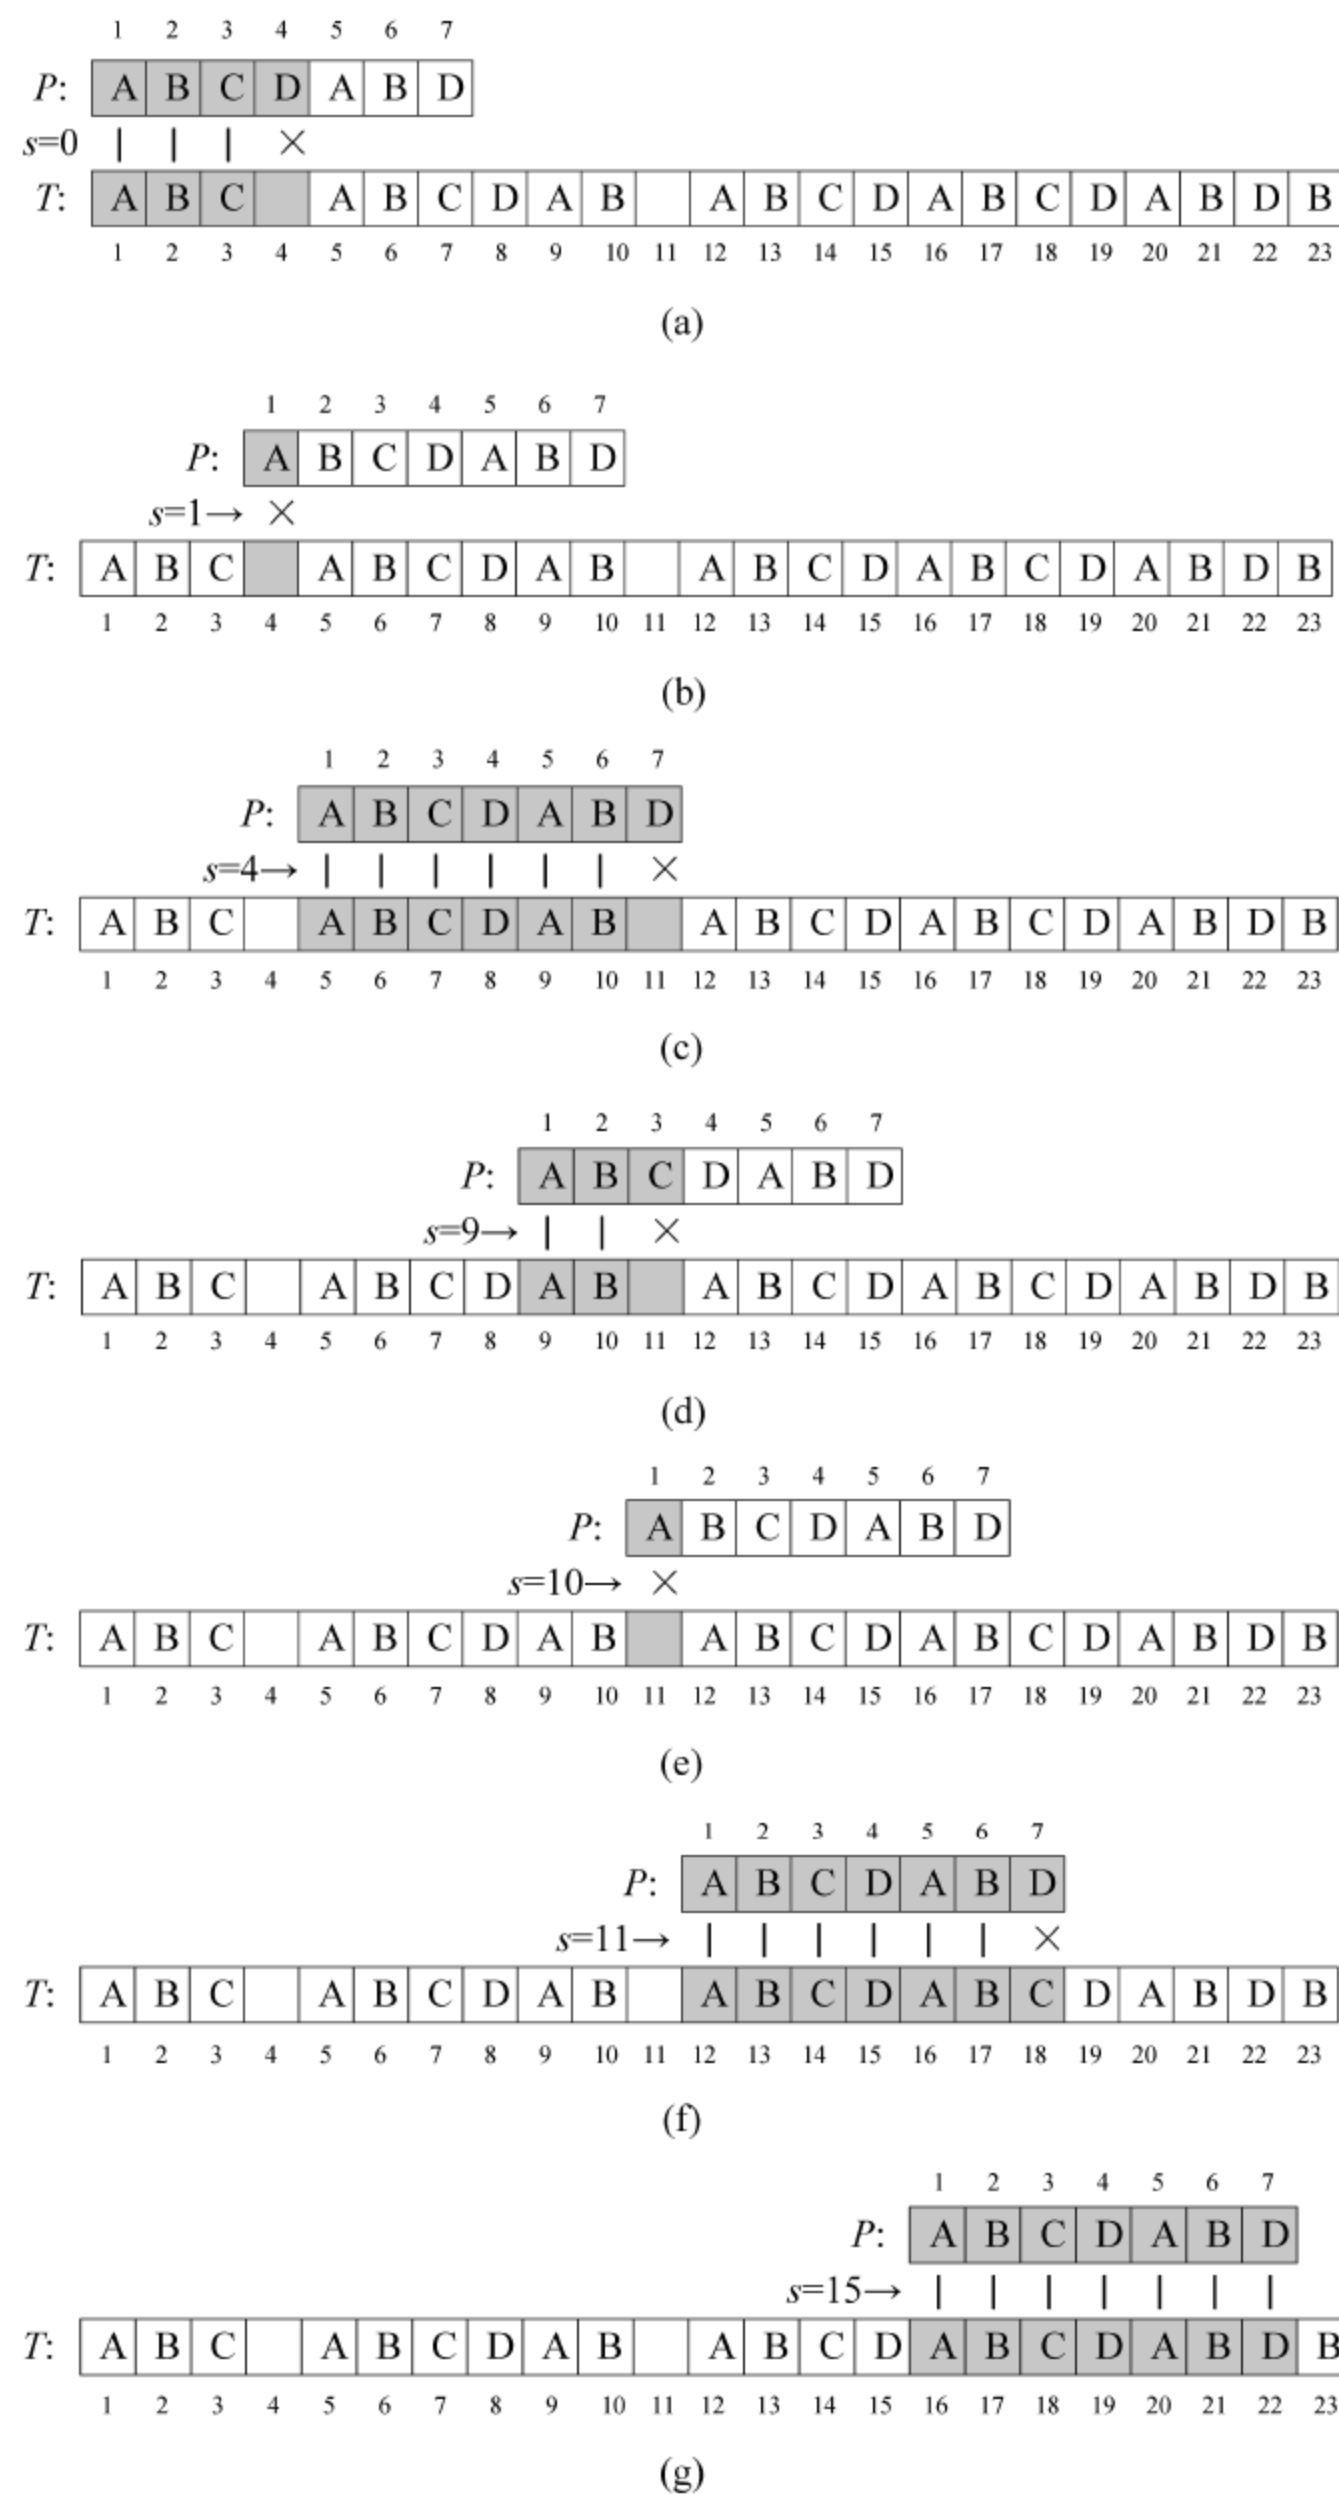 1 2 3 4 5 6 7
P: A B C D A B D
s=0 | | | ×
T: A B C A B C D A B A B C D A B C D A B D B
1 2 3 4 5 6 7 8 9 10 11 12 13 14 15 16 17 18 19 20 21 22 23
(a)
1 2 3 4 5 6 7
P: A B C D A B D
s=1→ ×
T: A B C A B C D A B A B C D A B C D A B D B
1 2 3 4 5 6 7 8 9 10 11 12 13 14 15 16 17 18 19 20 21 22 23
(b)
1 2 3 4 5 6 7
P: A B C D A B D
s=4→ | | | | | | ×
T: A B C A B C D A B A B C D A B C D A B D B
1 2 3 4 5 6 7 8 9 10 11 12 13 14 15 16 17 18 19 20 21 22 23
(c)
1 2 3 4 5 6 7
P: A B C D A B D
s=9→ | | ×
T: A B C A B C D A B A B C D A B C D A B D B
1 2 3 4 5 6 7 8 9 10 11 12 13 14 15 16 17 18 19 20 21 22 23
(d)
1 2 3 4 5 6 7
P: A B C D A B D
s=10→ ×
T: A B C A B C D A B A B C D A B C D A B D B
1 2 3 4 5 6 7 8 9 10 11 12 13 14 15 16 17 18 19 20 21 22 23
(e)
1 2 3 4 5 6 7
P: A B C D A B D
s=11→ | | | | | | ×
T: A B C A B C D A B A B C D A B C D A B D B
1 2 3 4 5 6 7 8 9 10 11 12 13 14 15 16 17 18 19 20 21 22 23
(f)
1 2 3 4 5 6 7
P: A B C D A B D
s=15→ | | | | | | |
T: A B C A B C D A B A B C D A B C D A B D B
1 2 3 4 5 6 7 8 9 10 11 12 13 14 15 16 17 18 19 20 21 22 23
(g)